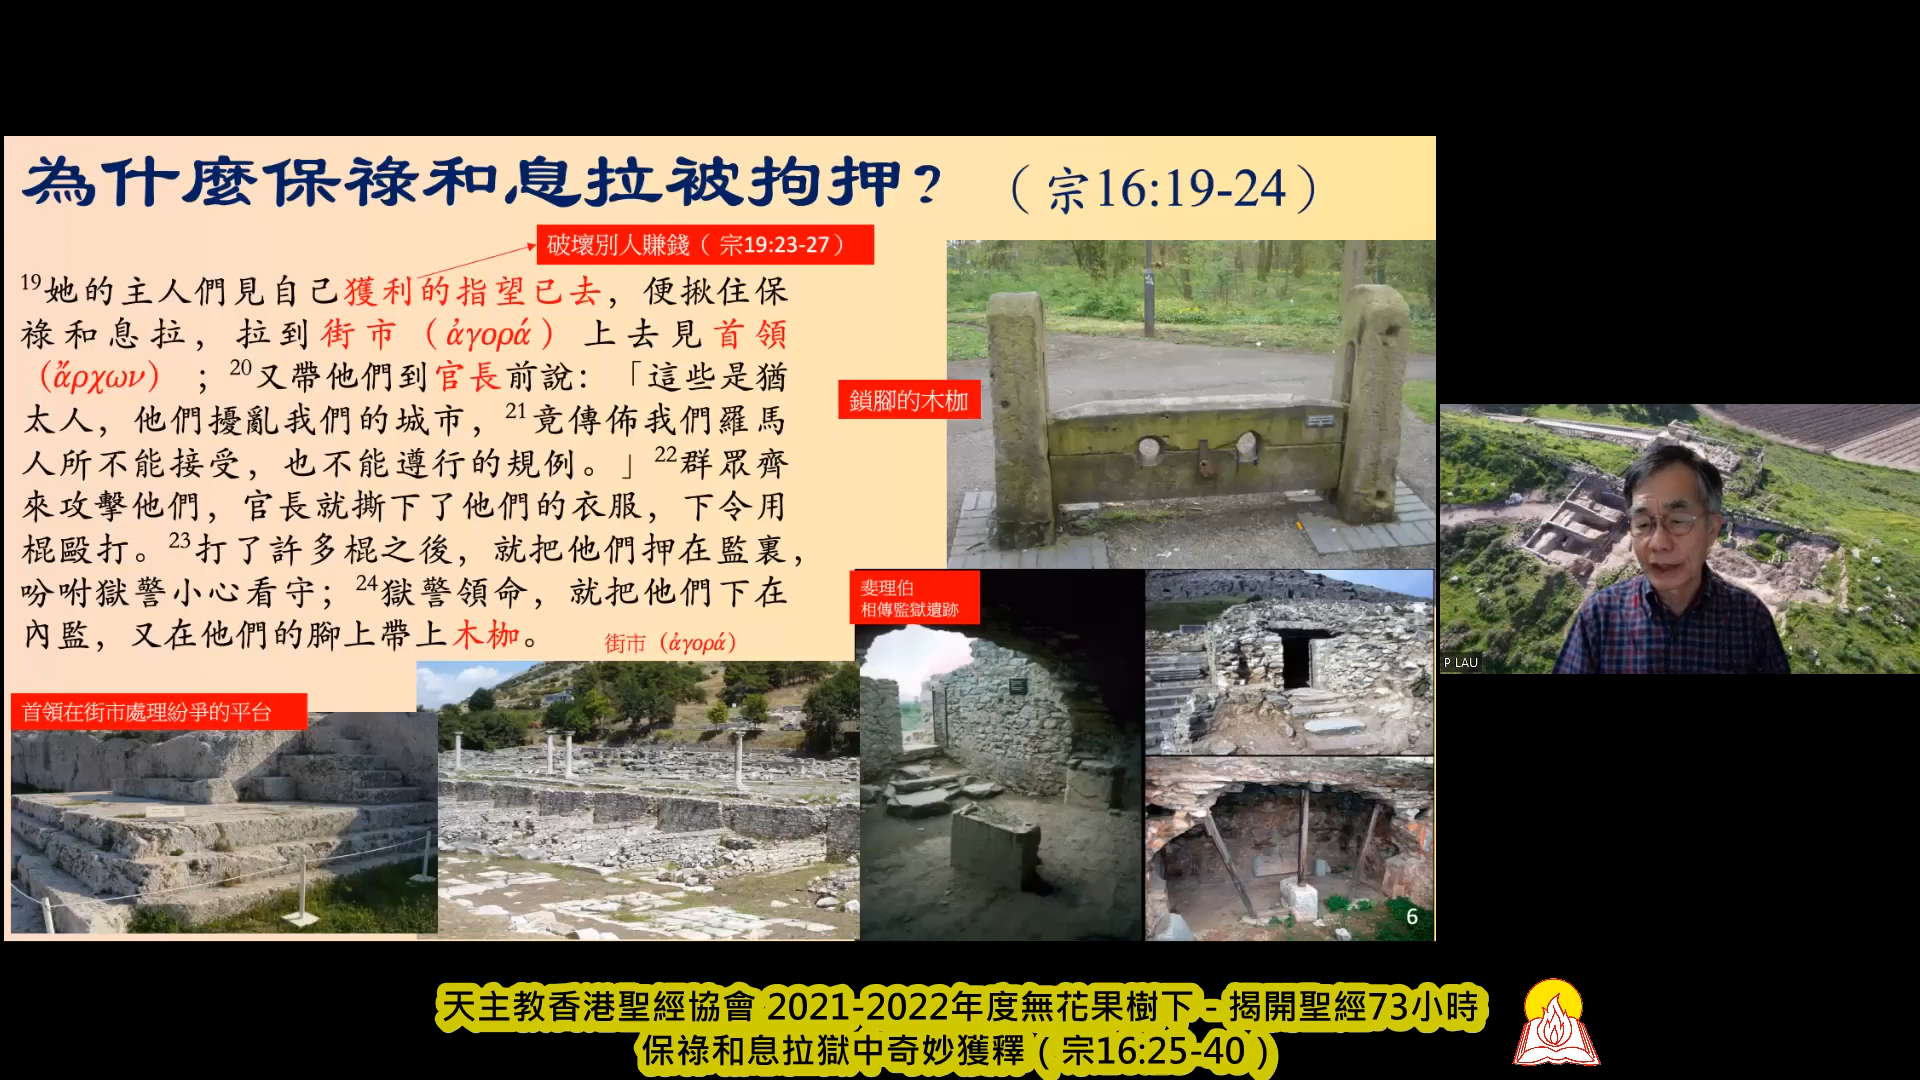 為什麼保祿和息拉被拘押？（宗16:19-24）
破壞別人賺錢（宗19:23-27）
19她的主人們見自己獲利的指望已去，便揪住保
祿和息拉，拉到街市（ἀγορά）上去見首領
（ἄρχων）；20又帶他們到官長前說：「這些是猶
太人，他們擾亂我們的城市，21竟傳佈我們羅馬
人所不能接受，也不能遵行的規例。」22群眾齊
來攻擊他們，官長就撕下了他們的衣服，下令用
棍毆打。23打了許多棍之後，就把他們押在監裏，
吩咐獄警小心看守；24獄警領命，就把他們下在
內監，又在他們的腳上帶上木枷。
鎖腳的木枷
斐理伯
相傳監獄遺跡
街市（ἀγορά）
首領在街市處理紛爭的平台
6
P LAU
天主教香港聖經協會 2021-2022年度無花果樹下 - 揭開聖經73小時
保祿和息拉獄中奇妙獲釋（宗16:25-40）